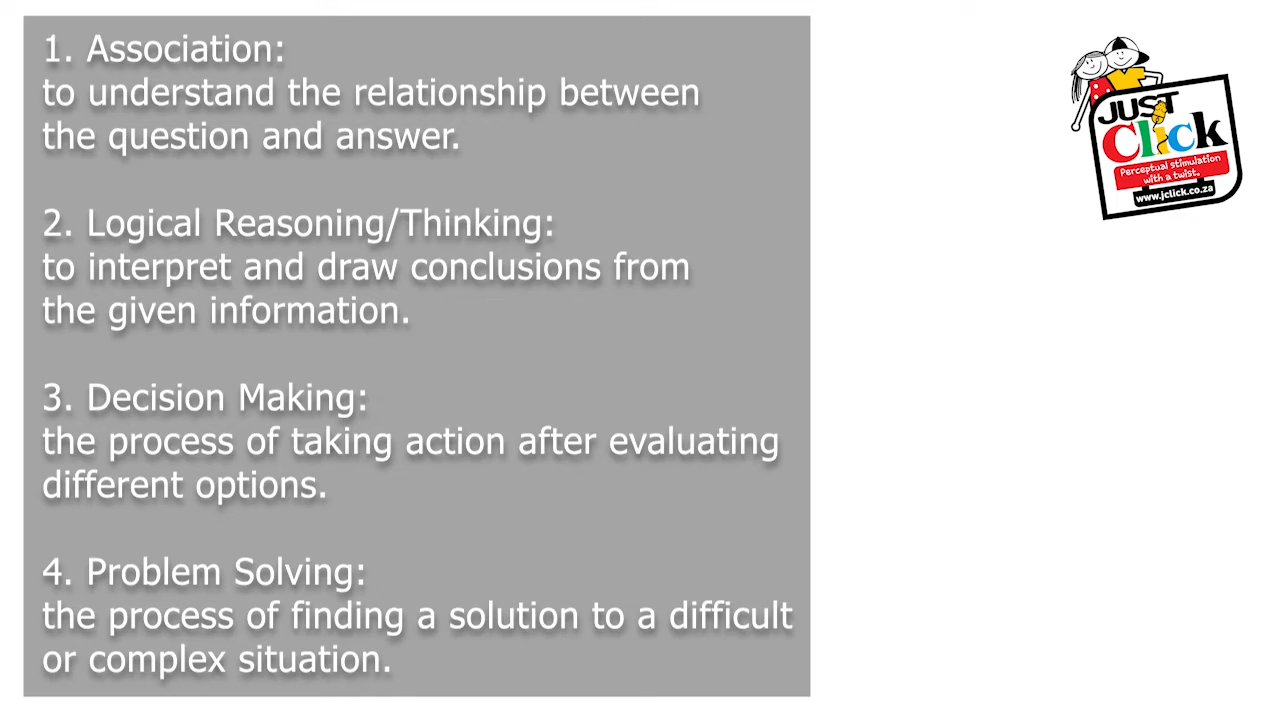 1. Association:
to understand the relationship between
the question and answer.
2. Logical Reasoning/Thinking:
to interpret and draw conclusions from
the given information.
3. Decision Making:
the process of taking action after evaluating
different options.
4. Problem Solving:
the process of finding a solution to a difficult
or complex situation.
JUST
Click
Perceptual stimulation
with a twist.
www.jclick.co.za